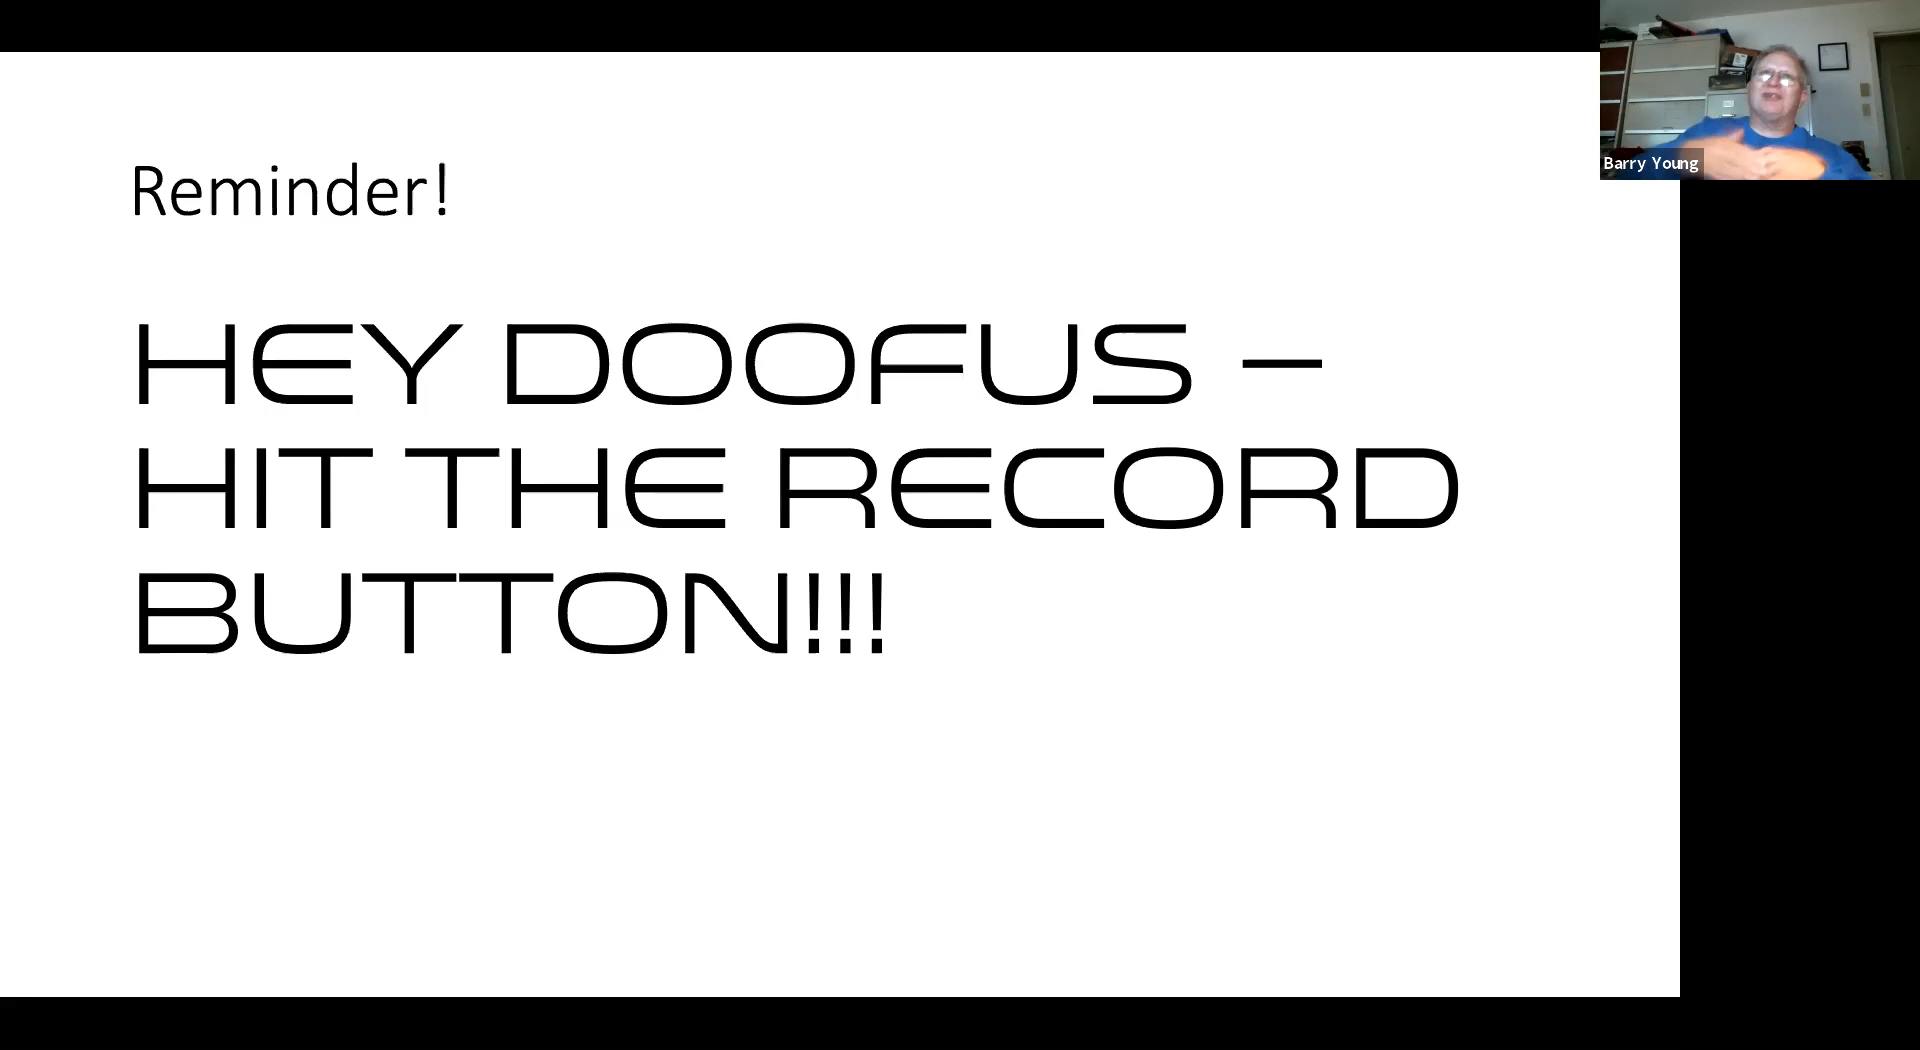 Reminder!
HEY DOOFUS –
HIT THE RECORD
BUTTON!!!
Barry Young